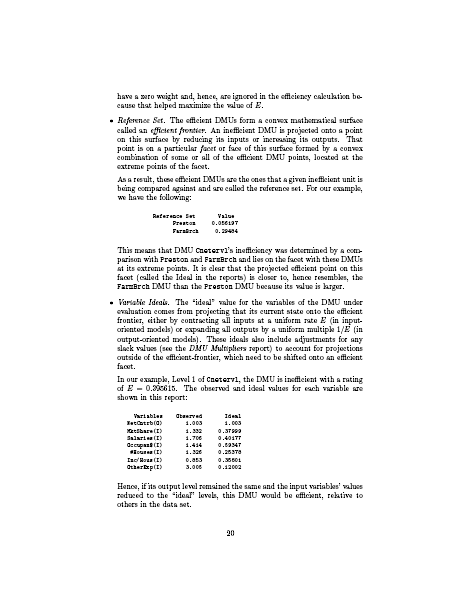 have a zero weight and, hence, are ignored in the efficiency calculation be-
cause that helped maximize the value of E.
• Reference Set. The efficient DMUs form a convex mathematical surface
called an efficient frontier. An inefficient DMU is projected onto a point
on this surface by reducing its inputs or increasing its outputs. That
point is on a particular facet or face of this surface formed by a convex
combination of some or all of the efficient DMU points, located at the
extreme points of the facet.
As a result, these efficient DMUs are the ones that a given inefficient unit is
being compared against and are called the reference set. For our example,
we have the following:
Reference Set Value
Preston 0.056197
FarmBrch 0.29484
This means that DMU Cneterv1's inefficiency was determined by a com-
parison with Preston and FarmBrch and lies on the facet with these DMUs
at its extreme points. It is clear that the projected efficient point on this
facet (called the Ideal in the reports) is closer to, hence resembles, the
FarmBrch DMU than the Preston DMU because its value is larger.
• Variable Ideals. The "ideal" value for the variables of the DMU under
evaluation comes from projecting that its current state onto the efficient
frontier, either by contracting all inputs at a uniform rate E (in input-
oriented models) or expanding all outputs by a uniform multiple 1/E (in
output-oriented models). These ideals also include adjustments for any
slack values (see the DMU Multipliers report) to account for projections
outside of the efficient-frontier, which need to be shifted onto an efficient
facet.
In our example, Level 1 of Cneterv1, the DMU is inefficient with a rating
of E = 0.395615. The observed and ideal values for each variable are
shown in this report:
Variables Observed Ideal
NetCntrb(O) 1.003 1.003
MktShare(I) 1.332 0.37999
Salaries(I) 1.706 0.40177
Occupan$(I) 1.414 0.59347
#Houses(I) 1.326 0.25378
Inc/Hous(I) 0.853 0.35601
OtherExp(I) 3.005 0.12002
Hence, if its output level remained the same and the input variables' values
reduced to the "ideal" levels, this DMU would be efficient, relative to
others in the data set.
20